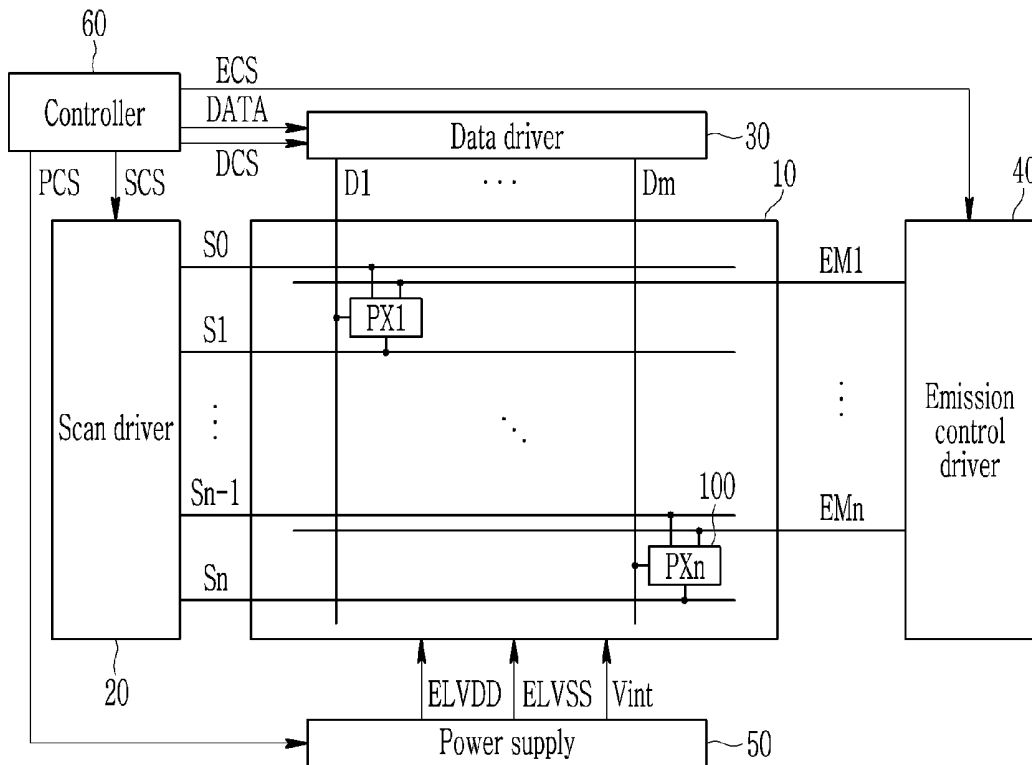 60
ECS
Controller
DATA
Data driver
30
DCS
PCS
SCS
D1
...
Dm
10
40
S0
EM1
PX1
S1
Scan driver
Emission
control
driver
Sn-1
100
EMn
PXn
Sn
20
ELVDD
ELVSS
Vint
Power supply
50